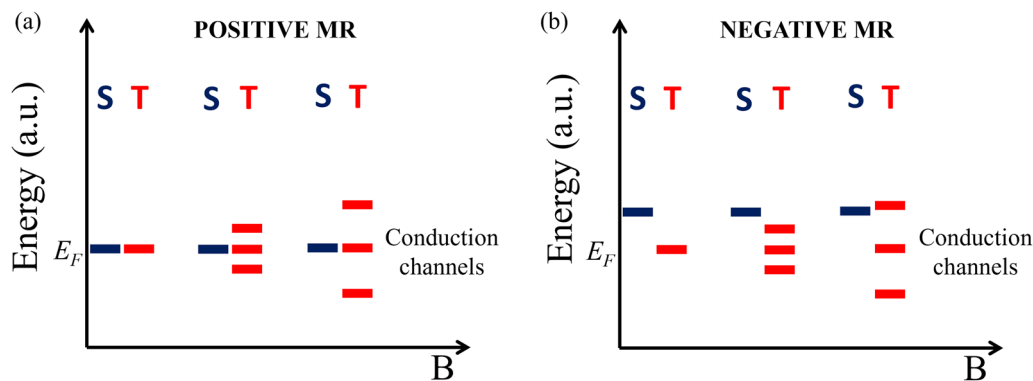 (a)
POSITIVE MR
Energy (a.u.)
S T
S T
S T
E_F
Conduction
channels
B
(b)
NEGATIVE MR
Energy (a.u.)
S T
S T
S T
E_F
Conduction
channels
B